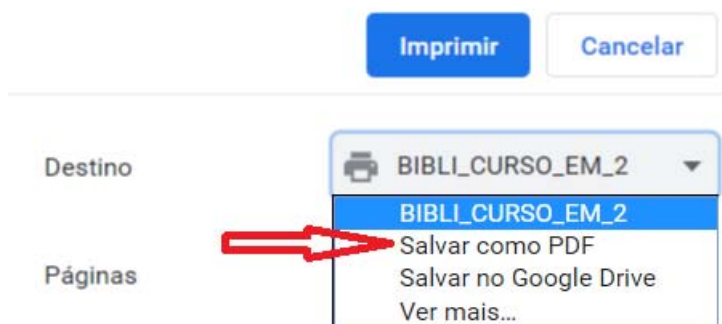 Imprimir Cancelar
Destino BIBLI_CURSO_EM_2
BIBLI_CURSO_EM_2
Salvar como PDF
Páginas Salvar no Google Drive
Ver mais...